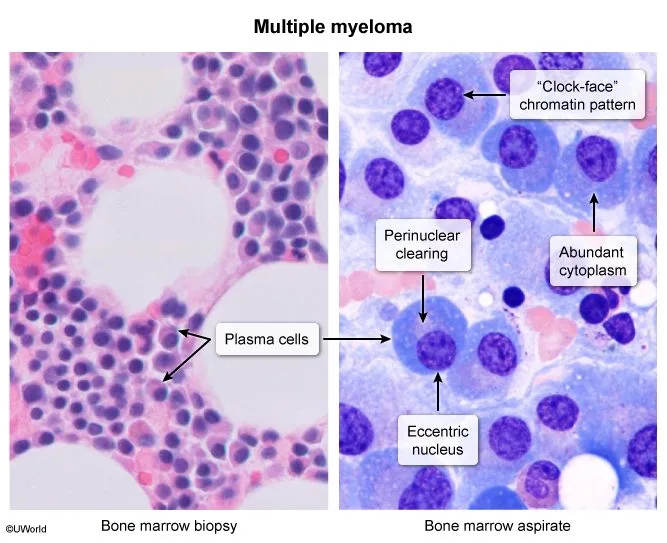 Multiple myeloma
“Clock-face”
chromatin pattern
Perinuclear
clearing
Abundant
cytoplasm
Plasma cells
Eccentric
nucleus
©UWorld
Bone marrow biopsy
Bone marrow aspirate